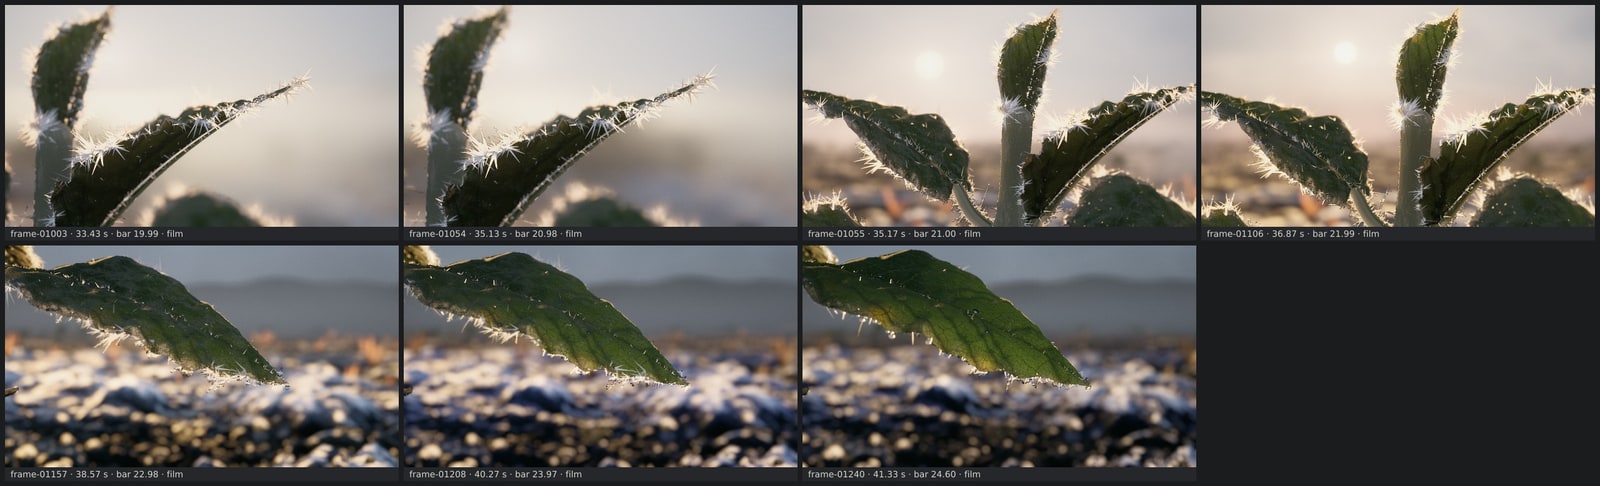 frame-01003 · 33.43 s · bar 19.99 · film
frame-01054 · 35.13 s · bar 20.98 · film
frame-01055 · 35.17 s · bar 21.00 · film
frame-01106 · 36.87 s · bar 21.99 · film
frame-01157 · 38.57 s · bar 22.98 · film
frame-01208 · 40.27 s · bar 23.97 · film
frame-01240 · 41.33 s · bar 24.60 · film